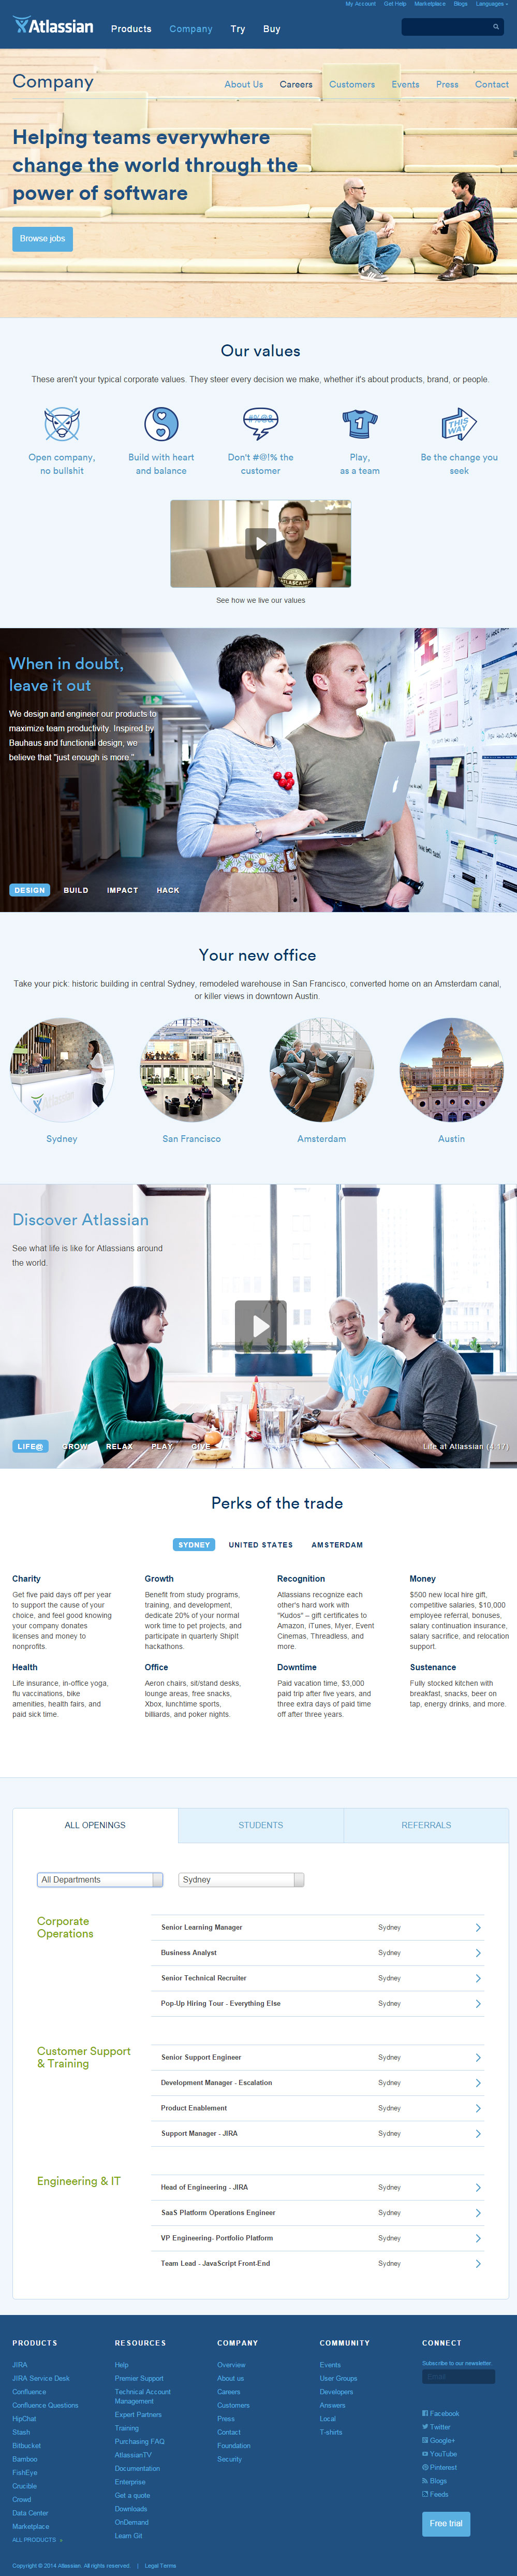 My Account Get Help Marketplace Blogs Languages
Atlassian Products Company Try Buy
Company
About Us Careers Customers Events Press Contact
Helping teams everywhere
change the world through the
power of software
Browse jobs
Our values
These aren't your typical corporate values. They steer every decision we make, whether it's about products, brand, or people.
#%@&
1
THIS
WAY
Open company,
no bullshit
Build with heart
and balance
Don't #@!% the
customer
Play,
as a team
Be the change you
seek
See how we live our values
When in doubt,
leave it out
We design and engineer our products to
maximize team productivity. Inspired by
Bauhaus and functional design, we
believe that "just enough is more."
DESIGN BUILD IMPACT HACK
Your new office
Take your pick: historic building in central Sydney, remodeled warehouse in San Francisco, converted home on an Amsterdam canal,
or killer views in downtown Austin.
Sydney San Francisco Amsterdam Austin
Discover Atlassian
See what life is like for Atlassians around
the world.
LIFE@ GROW RELAX PLAY GIVE
Life at Atlassian (4:17)
Perks of the trade
SYDNEY UNITED STATES AMSTERDAM
Charity
Get five paid days off per year
to support the cause of your
choice, and feel good knowing
your company donates
licenses and money to
nonprofits.
Growth
Benefit from study programs,
training, and development,
dedicate 20% of your normal
work time to pet projects, and
participate in quarterly ShipIt
hackathons.
Recognition
Atlassians recognize each
other's hard work with
"Kudos" – gift certificates to
Amazon, iTunes, Myer, Event
Cinemas, Threadless, and
more.
Money
$500 new local hire gift,
competitive salaries, $10,000
employee referral, bonuses,
salary continuation insurance,
salary sacrifice, and relocation
support.
Health
Life insurance, in-office yoga,
flu vaccinations, bike
amenities, health fairs, and
paid sick time.
Office
Aeron chairs, sit/stand desks,
lounge areas, free snacks,
Xbox, lunchtime sports,
billiards, and poker nights.
Downtime
Paid vacation time, $3,000
paid trip after five years, and
three extra days of paid time
off after three years.
Sustenance
Fully stocked kitchen with
breakfast, snacks, beer on
tap, energy drinks, and more.
ALL OPENINGS STUDENTS REFERRALS
All Departments Sydney
Corporate
Operations
Senior Learning Manager Sydney
Business Analyst Sydney
Senior Technical Recruiter Sydney
Pop-Up Hiring Tour - Everything Else Sydney
Customer Support
& Training
Senior Support Engineer Sydney
Development Manager - Escalation Sydney
Product Enablement Sydney
Support Manager - JIRA Sydney
Engineering & IT
Head of Engineering - JIRA Sydney
SaaS Platform Operations Engineer Sydney
VP Engineering- Portfolio Platform Sydney
Team Lead - JavaScript Front-End Sydney
PRODUCTS
JIRA
JIRA Service Desk
Confluence
Confluence Questions
HipChat
Stash
Bitbucket
Bamboo
FishEye
Crucible
Crowd
Data Center
Marketplace
ALL PRODUCTS »
RESOURCES
Help
Premier Support
Technical Account
Management
Expert Partners
Training
Purchasing FAQ
AtlassianTV
Documentation
Enterprise
Get a quote
Downloads
OnDemand
Learn Git
COMPANY
Overview
About us
Careers
Customers
Press
Contact
Foundation
Security
COMMUNITY
Events
User Groups
Developers
Answers
Local
T-shirts
CONNECT
Subscribe to our newsletter:
Facebook
Twitter
Google+
YouTube
Pinterest
Blogs
Feeds
Free trial
Copyright © 2014 Atlassian. All rights reserved. | Legal Terms